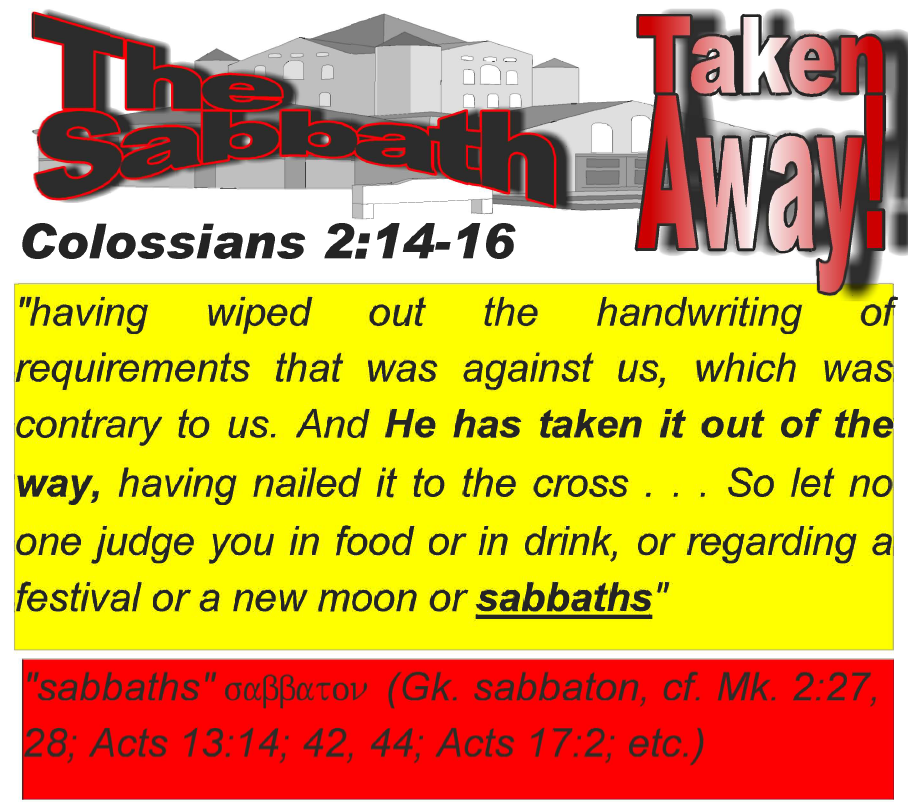 The
Sabbath
Taken
Away!
Colossians 2:14-16
"having wiped out the handwriting of
requirements that was against us, which was
contrary to us. And He has taken it out of the
way, having nailed it to the cross . . . So let no
one judge you in food or in drink, or regarding a
festival or a new moon or sabbaths"
"sabbaths" σαββατον (Gk. sabbaton, cf. Mk. 2:27,
28; Acts 13:14; 42, 44; Acts 17:2; etc.)